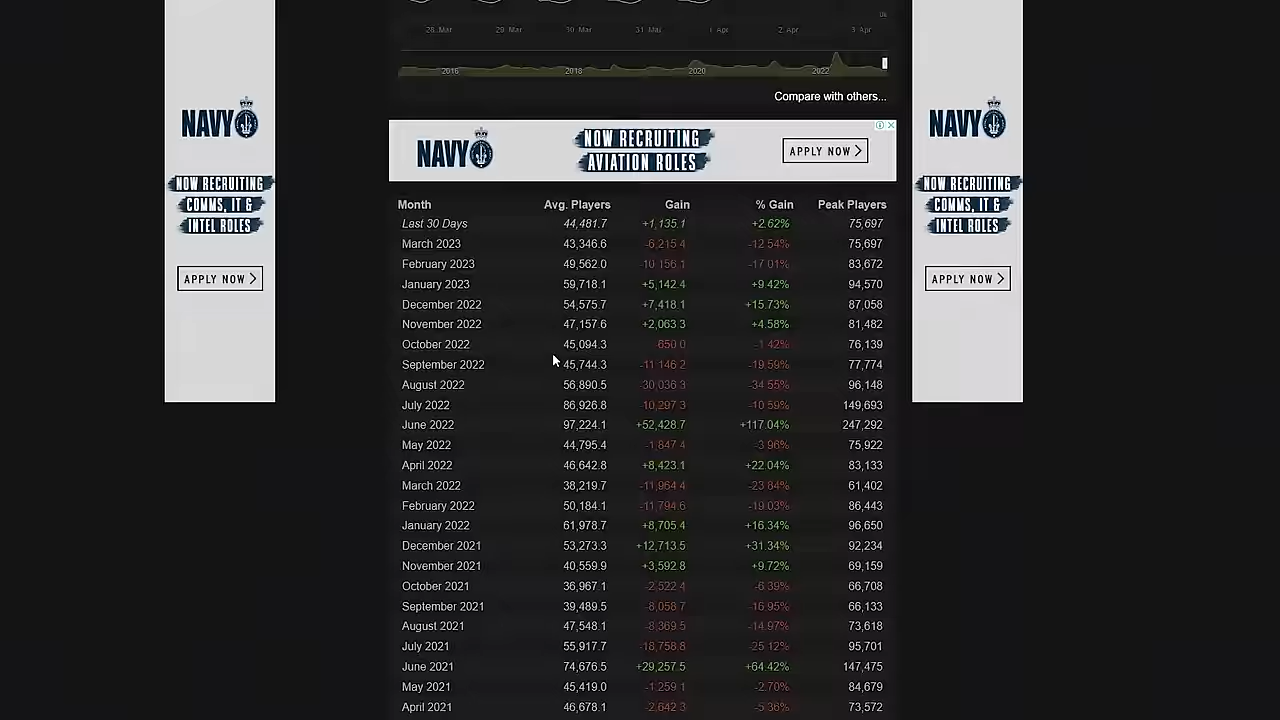 0k
28. Mar 29. Mar 30. Mar 31. Mar 1. Apr 2. Apr 3. Apr
2016 2018 2020 2022
Compare with others...
NAVY
NOW RECRUITING
COMMS, IT &
INTEL ROLES
APPLY NOW
NAVY
NOW RECRUITING
AVIATION ROLES
APPLY NOW
NAVY
NOW RECRUITING
COMMS, IT &
INTEL ROLES
APPLY NOW
Month Avg. Players Gain % Gain Peak Players
Last 30 Days 44,481.7 +1,135.1 +2.62% 75,697
March 2023 43,346.6 -6,215.4 -12.54% 75,697
February 2023 49,562.0 -10,156.1 -17.01% 83,672
January 2023 59,718.1 +5,142.4 +9.42% 94,570
December 2022 54,575.7 +7,418.1 +15.73% 87,058
November 2022 47,157.6 +2,063.3 +4.58% 81,482
October 2022 45,094.3 -650.0 -1.42% 76,139
September 2022 45,744.3 -11,146.2 -19.59% 77,774
August 2022 56,890.5 -30,036.3 -34.55% 96,148
July 2022 86,926.8 -10,297.3 -10.59% 149,693
June 2022 97,224.1 +52,428.7 +117.04% 247,292
May 2022 44,795.4 -1,847.4 -3.96% 75,922
April 2022 46,642.8 +8,423.1 +22.04% 83,133
March 2022 38,219.7 -11,964.4 -23.84% 61,402
February 2022 50,184.1 -11,794.6 -19.03% 86,443
January 2022 61,978.7 +8,705.4 +16.34% 96,650
December 2021 53,273.3 +12,713.5 +31.34% 92,234
November 2021 40,559.9 +3,592.8 +9.72% 69,159
October 2021 36,967.1 -2,522.4 -6.39% 66,708
September 2021 39,489.5 -8,058.7 -16.95% 66,133
August 2021 47,548.1 -8,369.5 -14.97% 73,618
July 2021 55,917.7 -18,758.8 -25.12% 95,701
June 2021 74,676.5 +29,257.5 +64.42% 147,475
May 2021 45,419.0 -1,259.1 -2.70% 84,679
April 2021 46,678.1 -2,642.3 -5.36% 73,572